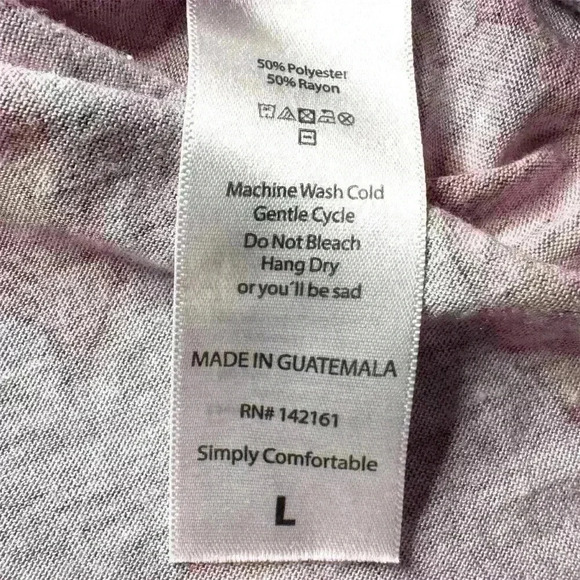 50% Polyester
50% Rayon
Machine Wash Cold
Gentle Cycle
Do Not Bleach
Hang Dry
or you'll be sad
MADE IN GUATEMALA
RN# 142161
Simply Comfortable
L